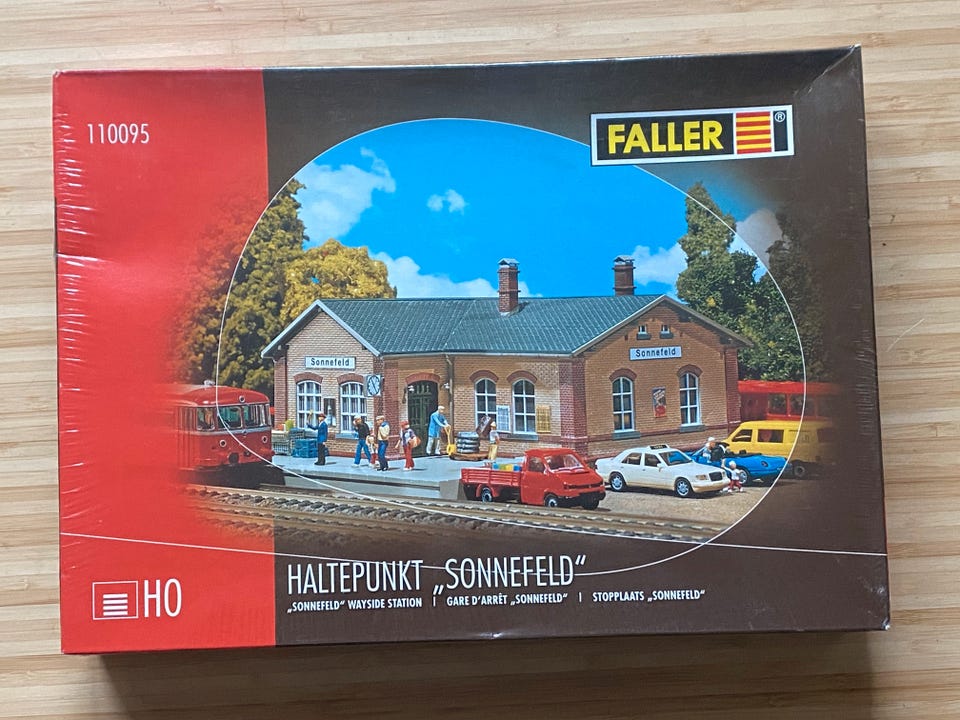 110095
FALLER ®
Sonnefeld
Sonnefeld
HALTEPUNKT „SONNEFELD“
„SONNEFELD“ WAYSIDE STATION | GARE D'ARRÊT „SONNEFELD“ | STOPPLAATS „SONNEFELD“
HO